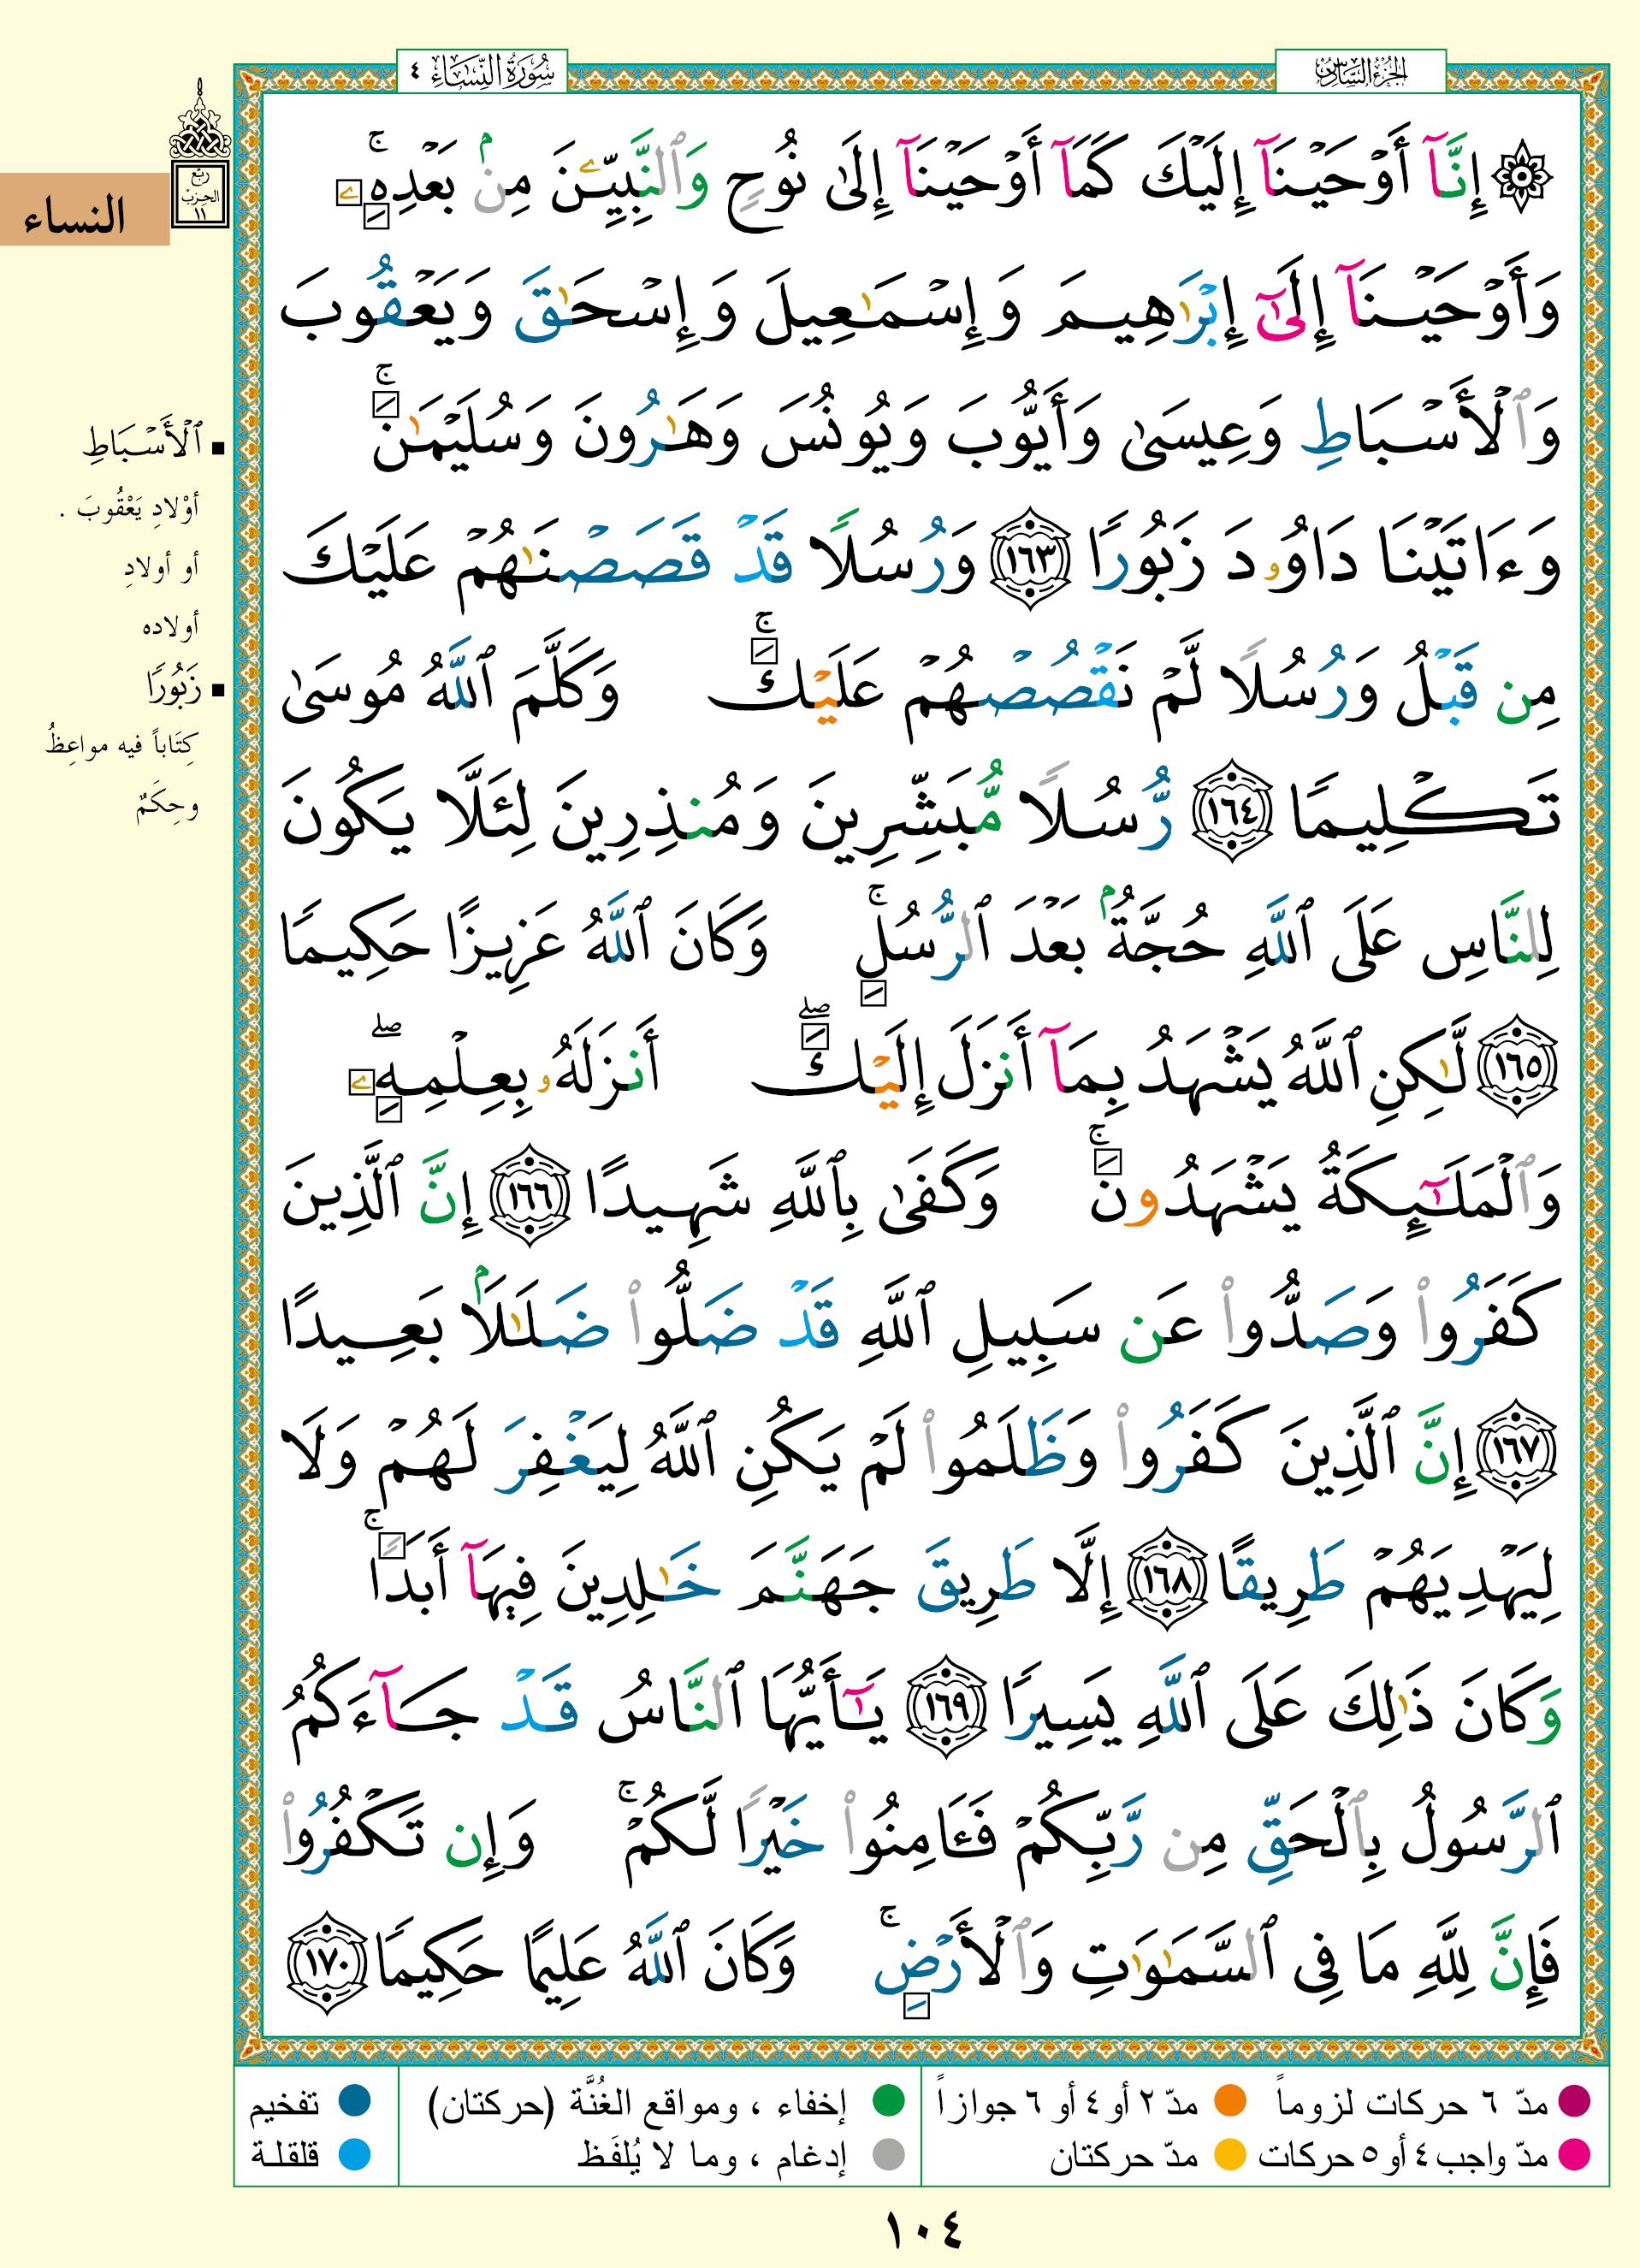 الجزء السادس
سورة النساء ٤
۞ إِنَّآ أَوْحَيْنَآ إِلَيْكَ كَمَآ أَوْحَيْنَآ إِلَىٰ نُوحٍ وَٱلنَّبِيِّـۧنَ مِنۢ بَعْدِهِۦ ۚ
وَأَوْحَيْنَآ إِلَىٰٓ إِبْرَٰهِيمَ وَإِسْمَـٰعِيلَ وَإِسْحَـٰقَ وَيَعْقُوبَ
وَٱلْأَسْبَاطِ وَعِيسَىٰ وَأَيُّوبَ وَيُونُسَ وَهَـٰرُونَ وَسُلَيْمَـٰنَ ۚ
وَءَاتَيْنَا دَاوُۥدَ زَبُورًا ١٦٣ وَرُسُلًا قَدْ قَصَصْنَـٰهُمْ عَلَيْكَ
مِن قَبْلُ وَرُسُلًا لَّمْ نَقْصُصْهُمْ عَلَيْكَ ۚ وَكَلَّمَ ٱللَّهُ مُوسَىٰ
تَكْلِيمًا ١٦٤ رُّسُلًا مُّبَشِّرِينَ وَمُنذِرِينَ لِئَلَّا يَكُونَ
لِلنَّاسِ عَلَى ٱللَّهِ حُجَّةٌۢ بَعْدَ ٱلرُّسُلِ ۚ وَكَانَ ٱللَّهُ عَزِيزًا حَكِيمًا
١٦٥ لَّـٰكِنِ ٱللَّهُ يَشْهَدُ بِمَآ أَنزَلَ إِلَيْكَ ۖ أَنزَلَهُۥ بِعِلْمِهِۦ ۖ
وَٱلْمَلَـٰٓئِكَةُ يَشْهَدُونَ ۚ وَكَفَىٰ بِٱللَّهِ شَهِيدًا ١٦٦ إِنَّ ٱلَّذِينَ
كَفَرُوا۟ وَصَدُّوا۟ عَن سَبِيلِ ٱللَّهِ قَدْ ضَلُّوا۟ ضَلَـٰلًۢا بَعِيدًا
١٦٧ إِنَّ ٱلَّذِينَ كَفَرُوا۟ وَظَلَمُوا۟ لَمْ يَكُنِ ٱللَّهُ لِيَغْفِرَ لَهُمْ وَلَا
لِيَهْدِيَهُمْ طَرِيقًا ١٦٨ إِلَّا طَرِيقَ جَهَنَّمَ خَـٰلِدِينَ فِيهَآ أَبَدًا ۚ
وَكَانَ ذَٰلِكَ عَلَى ٱللَّهِ يَسِيرًا ١٦٩ يَـٰٓأَيُّهَا ٱلنَّاسُ قَدْ جَآءَكُمُ
ٱلرَّسُولُ بِٱلْحَقِّ مِن رَّبِّكُمْ فَـَٔامِنُوا۟ خَيْرًا لَّكُمْ ۚ وَإِن تَكْفُرُوا۟
فَإِنَّ لِلَّهِ مَا فِى ٱلسَّمَـٰوَٰتِ وَٱلْأَرْضِ ۚ وَكَانَ ٱللَّهُ عَلِيمًا حَكِيمًا ١٧٠
ربع
الحزب
١١
النساء
▪ ٱلْأَسْبَاطِ
أوْلادِ يَعْقُوبَ .
أو أولادِ
أولاده
▪ زَبُورًا
كِتَاباً فيه مواعِظُ
وحِكَمٌ
مدّ ٦ حركات لزوماً
مدّ ٢ أو ٤ أو ٦ جوازاً
إخفاء ، ومواقع الغُنَّة (حركتان)
تفخيم
مدّ واجب ٤ أو ٥ حركات
مدّ حركتان
إدغام ، وما لا يُلفَظ
قلقلة
١٠٤